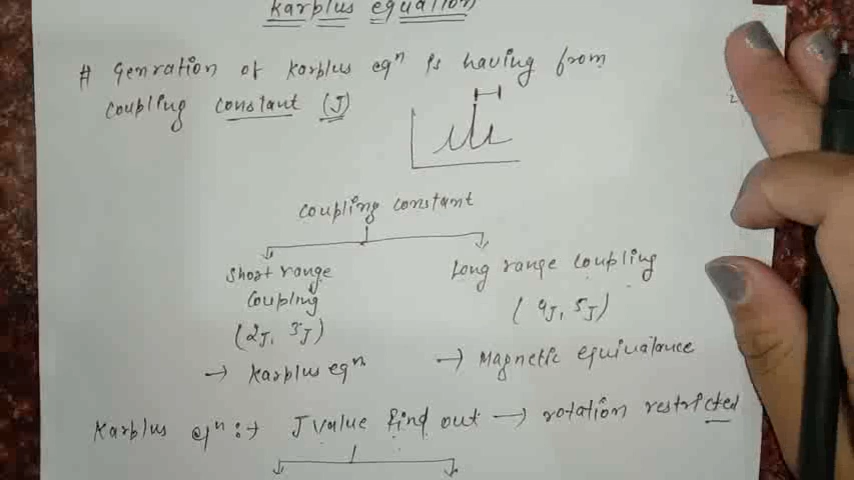 Karplus equation
# Genration of Karplus eqn is having from
coupling constant (J)
Coupling constant
Short range
Coupling
(2J, 3J)
→ Karplus eqn
Long range coupling
(4J, 5J)
→ Magnetic equivalance
Karplus eqn :→ J value find out → rotation restricted